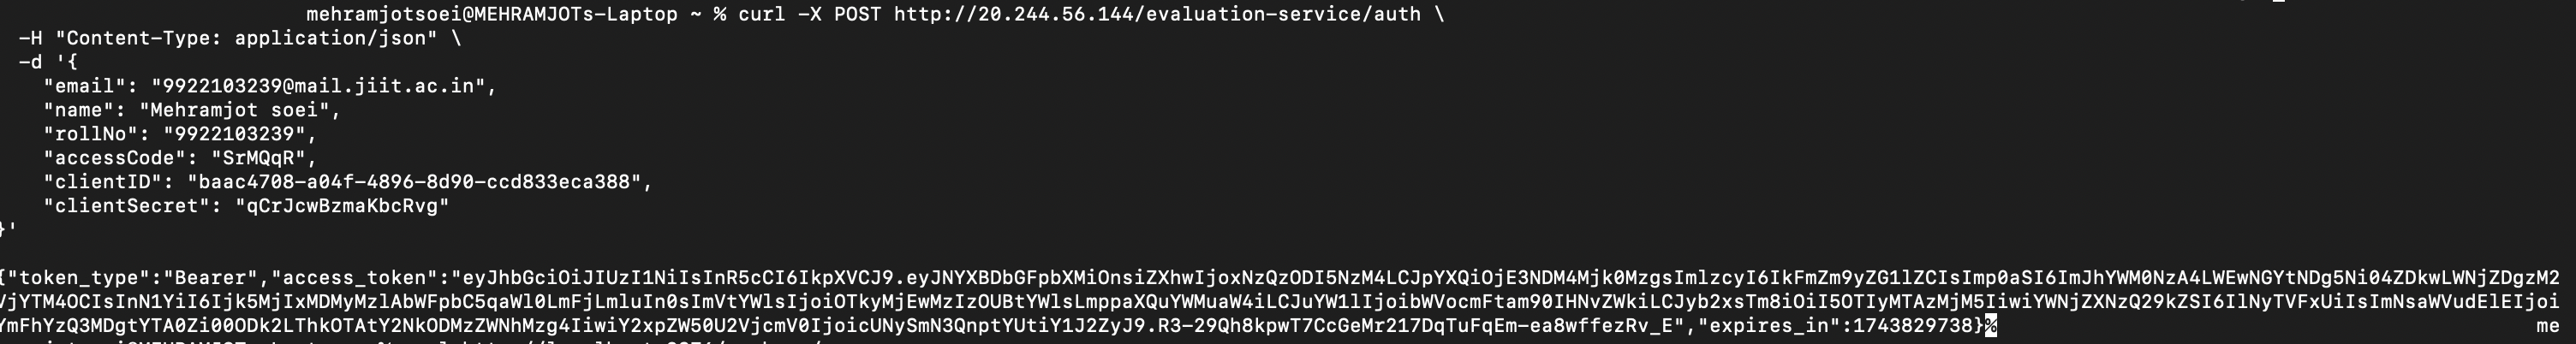 mehramjotsoei@MEHRAMJOTs-Laptop ~ % curl -X POST http://20.244.56.144/evaluation-service/auth \
-H "Content-Type: application/json" \
-d '{
"email": "9922103239@mail.jiit.ac.in",
"name": "Mehramjot soei",
"rollNo": "9922103239",
"accessCode": "SrMQqR",
"clientID": "baac4708-a04f-4896-8d90-ccd833eca388",
"clientSecret": "qCrJcwBzmaKbcRvg"
}'
{"token_type":"Bearer","access_token":"eyJhbGciOiJIUzI1NiIsInR5cCI6IkpXVCJ9.eyJNYXBDbGFpbXMiOnsiZXhwIjoxNzQzODI5NzM4LCJpYXQiOjE3NDM4Mjk0MzgsImlzcyI6IkFmZm9yZG1lZCIsImp0aSI6ImJhYWM0NzA4LWEwNGYtNDg5Ni04ZDkwLWNjZDgzM2
VjYTM4OCIsInN1YiI6Ijk5MjIxMDMyMzlAbWFpbC5qaWl0LmFjLmluIn0sImVtYWlsIjoiOTkyMjEwMzIzOUBtYWlsLmppaXQuYWMuaW4iLCJuYW1lIjoibWVocmFtam90IHNvZWkiLCJyb2xsTm8iOiI5OTIyMTAzMjM5IiwiYWNjZXNzQ29kZSI6IlNyTVFxUiIsImNsaWVudElEIjoi
YmFhYzQ3MDgtYTA0Zi00ODk2LThkOTAtY2NkODMzZWNhMzg4IiwiY2xpZW50U2VjcmV0IjoicUNySmN3QnptYUtiY1J2ZyJ9.R3-29Qh8kpwT7CcGeMr217DqTuFqEm-ea8wffezRv_E","expires_in":1743829738}% me